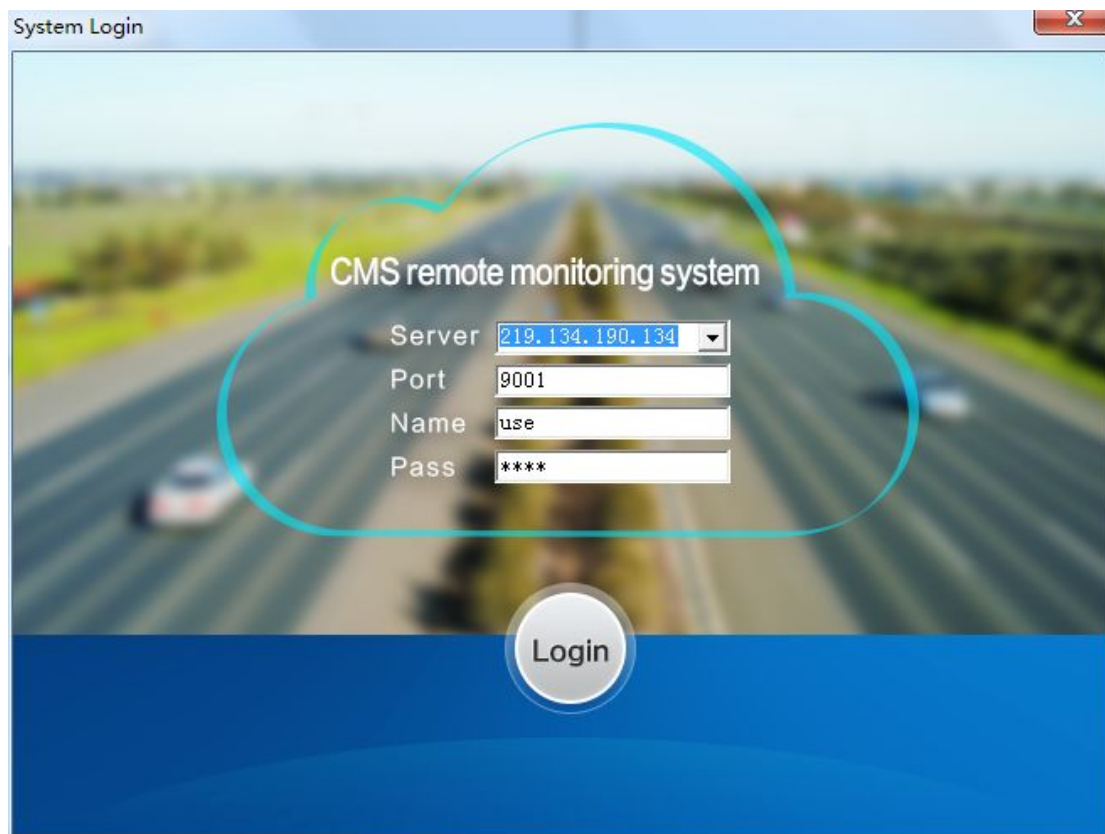 System Login
X
CMS remote monitoring system
Server 219.134.190.134
Port 9001
Name use
Pass ****
Login